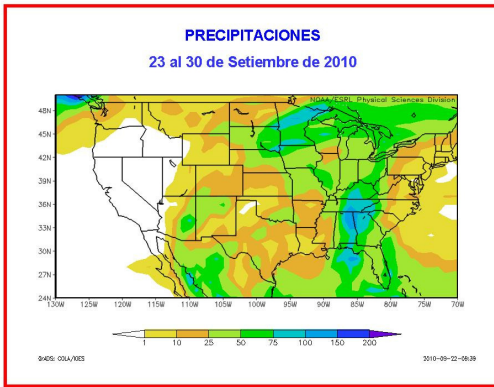 PRECIPITACIONES
23 al 30 de Setiembre de 2010
NOAA/ESRL Physical Sciences Division
48N
45N
42N
39N
36N
33N
30N
27N
24N
130W 125W 120W 115W 110W 105W 100W 95W 90W 85W 80W 75W 70W
1 10 25 50 75 100 150 200
GrADS: COLA/IGES 2010-09-22-09:39